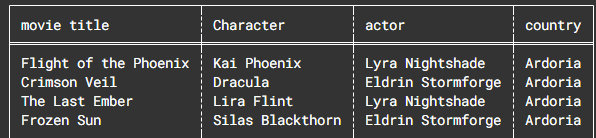 movie title Character actor country
Flight of the Phoenix Kai Phoenix Lyra Nightshade Ardoria
Crimson Veil Dracula Eldrin Stormforge Ardoria
The Last Ember Lira Flint Lyra Nightshade Ardoria
Frozen Sun Silas Blackthorn Eldrin Stormforge Ardoria